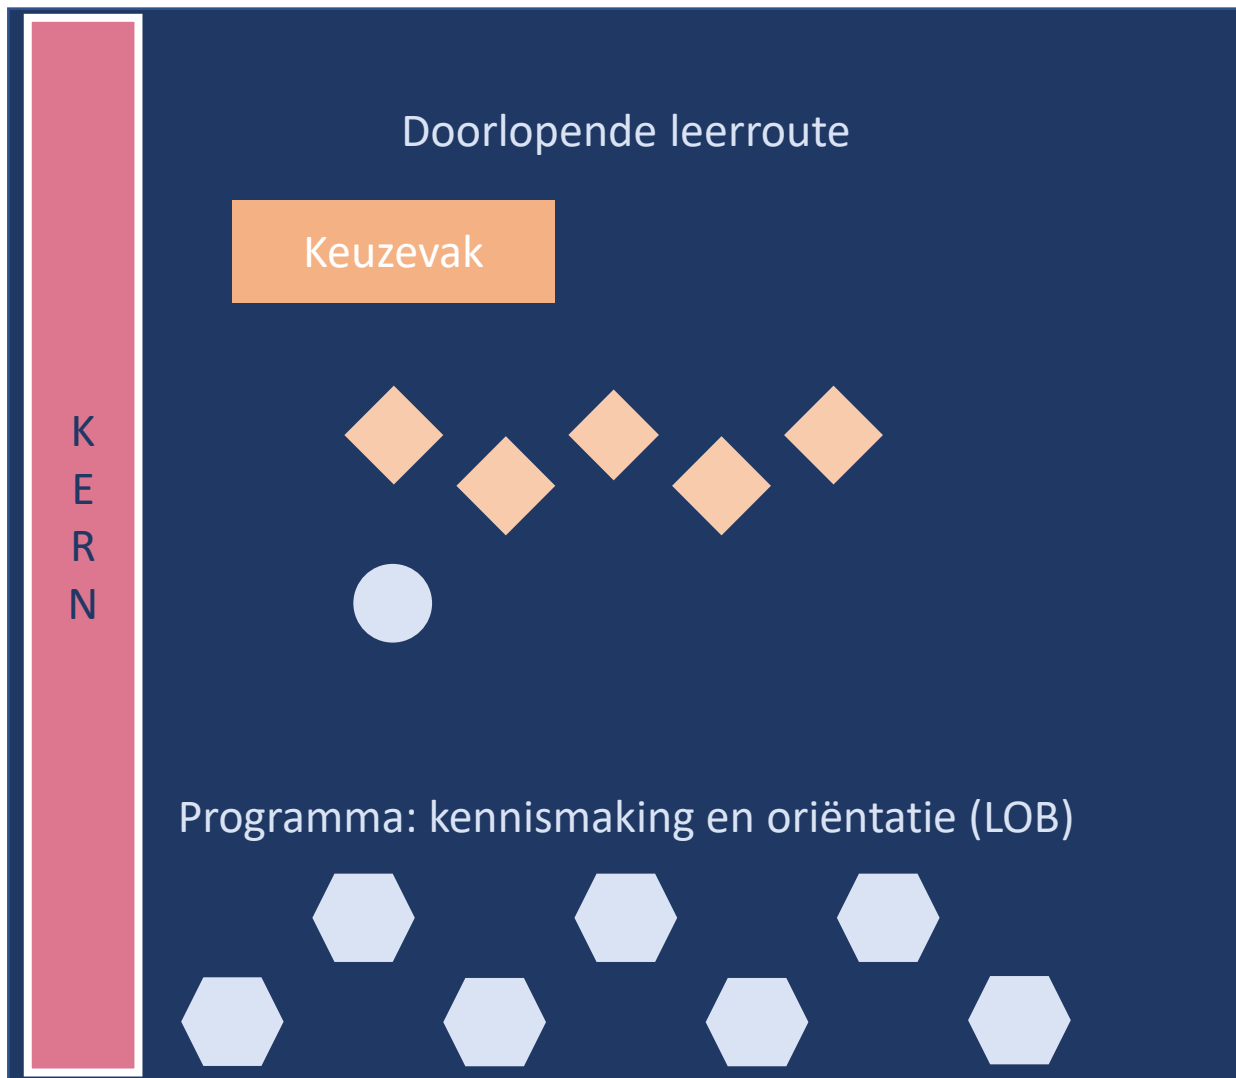 Doorlopende leerroute
Keuzevak
K
E
R
N
Programma: kennismaking en oriëntatie (LOB)